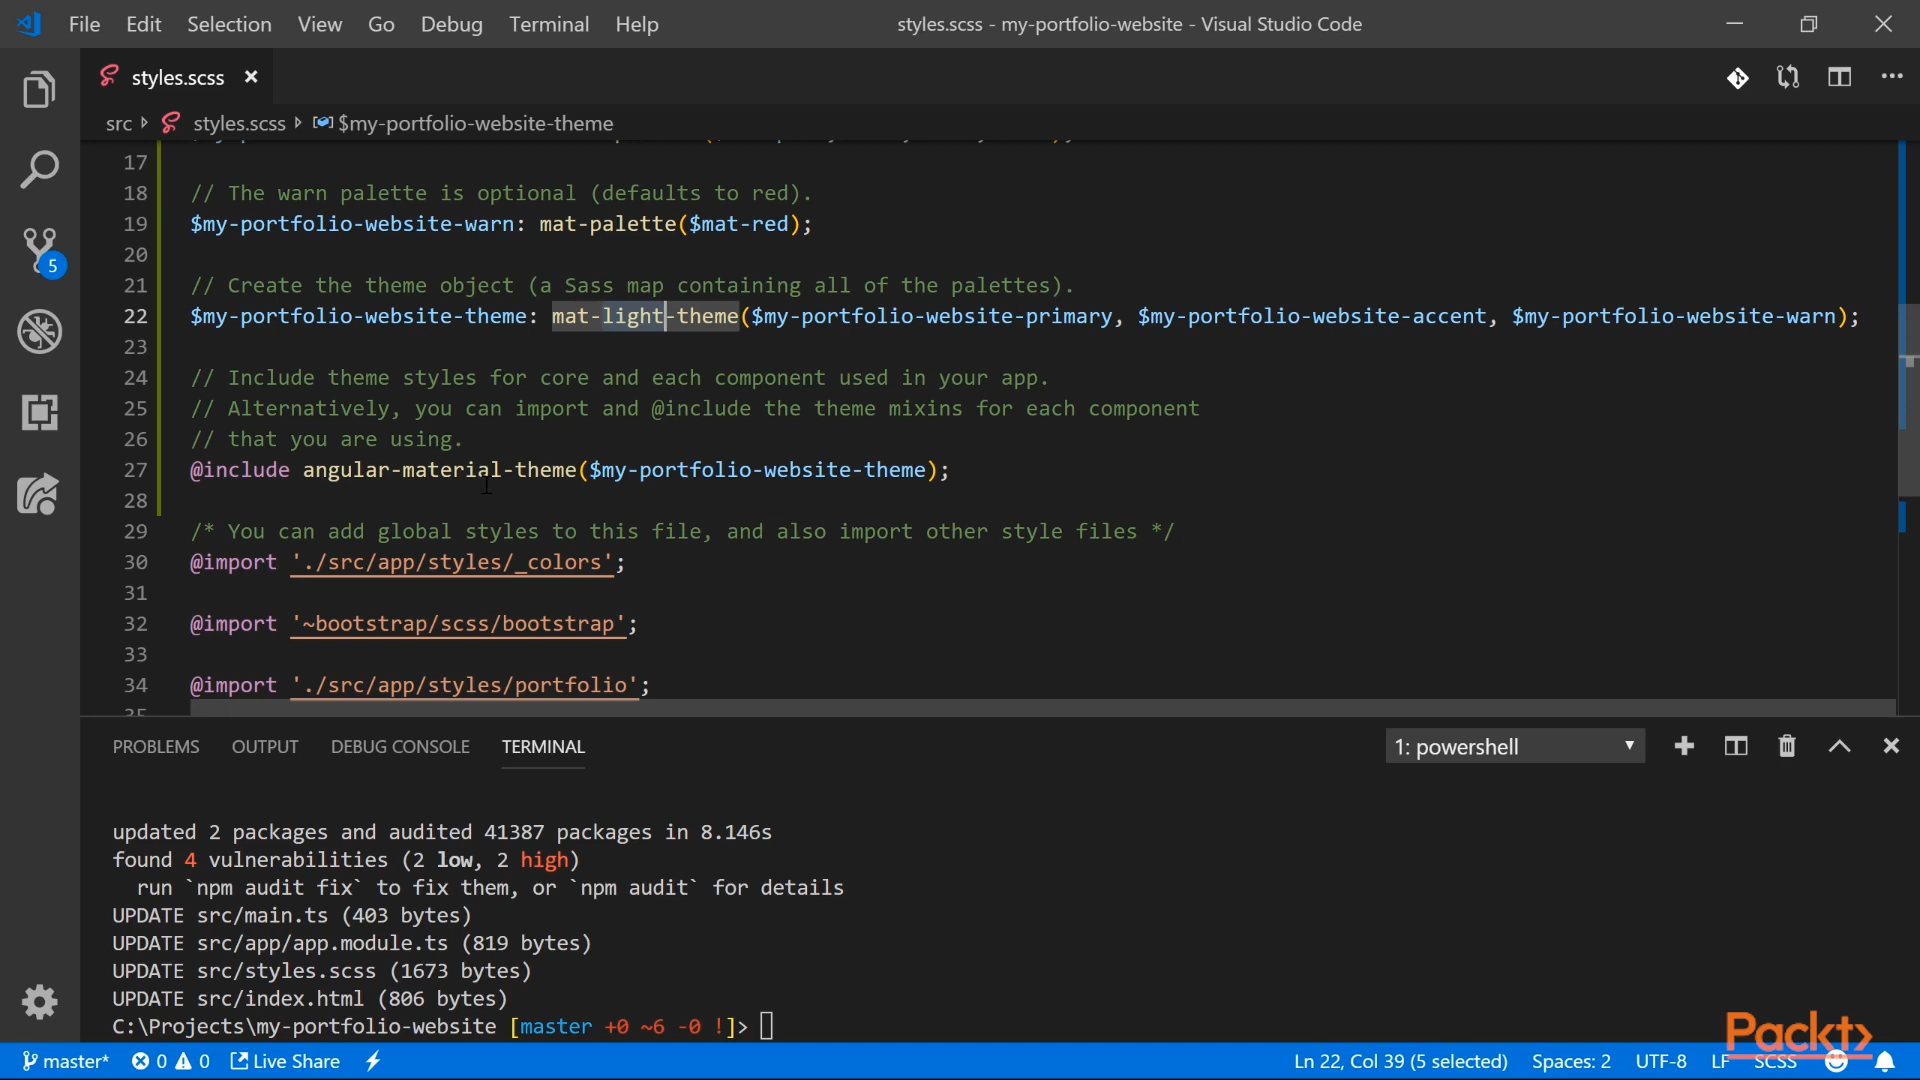 File Edit Selection View Go Debug Terminal Help styles.scss - my-portfolio-website - Visual Studio Code
styles.scss
src styles.scss $my-portfolio-website-theme
17
18 // The warn palette is optional (defaults to red).
19 $my-portfolio-website-warn: mat-palette($mat-red);
20
21 // Create the theme object (a Sass map containing all of the palettes).
22 $my-portfolio-website-theme: mat-light-theme($my-portfolio-website-primary, $my-portfolio-website-accent, $my-portfolio-website-warn);
23
24 // Include theme styles for core and each component used in your app.
25 // Alternatively, you can import and @include the theme mixins for each component
26 // that you are using.
27 @include angular-material-theme($my-portfolio-website-theme);
28
29 /* You can add global styles to this file, and also import other style files */
30 @import './src/app/styles/_colors';
31
32 @import '~bootstrap/scss/bootstrap';
33
34 @import './src/app/styles/portfolio';
35
5
PROBLEMS OUTPUT DEBUG CONSOLE TERMINAL 1: powershell
updated 2 packages and audited 41387 packages in 8.146s
found 4 vulnerabilities (2 low, 2 high)
run `npm audit fix` to fix them, or `npm audit` for details
UPDATE src/main.ts (403 bytes)
UPDATE src/app/app.module.ts (819 bytes)
UPDATE src/styles.scss (1673 bytes)
UPDATE src/index.html (806 bytes)
C:\Projects\my-portfolio-website [master +0 ~6 -0 !]>
Packt>
master* 0 0 Live Share Ln 22, Col 39 (5 selected) Spaces: 2 UTF-8 LF SCSS